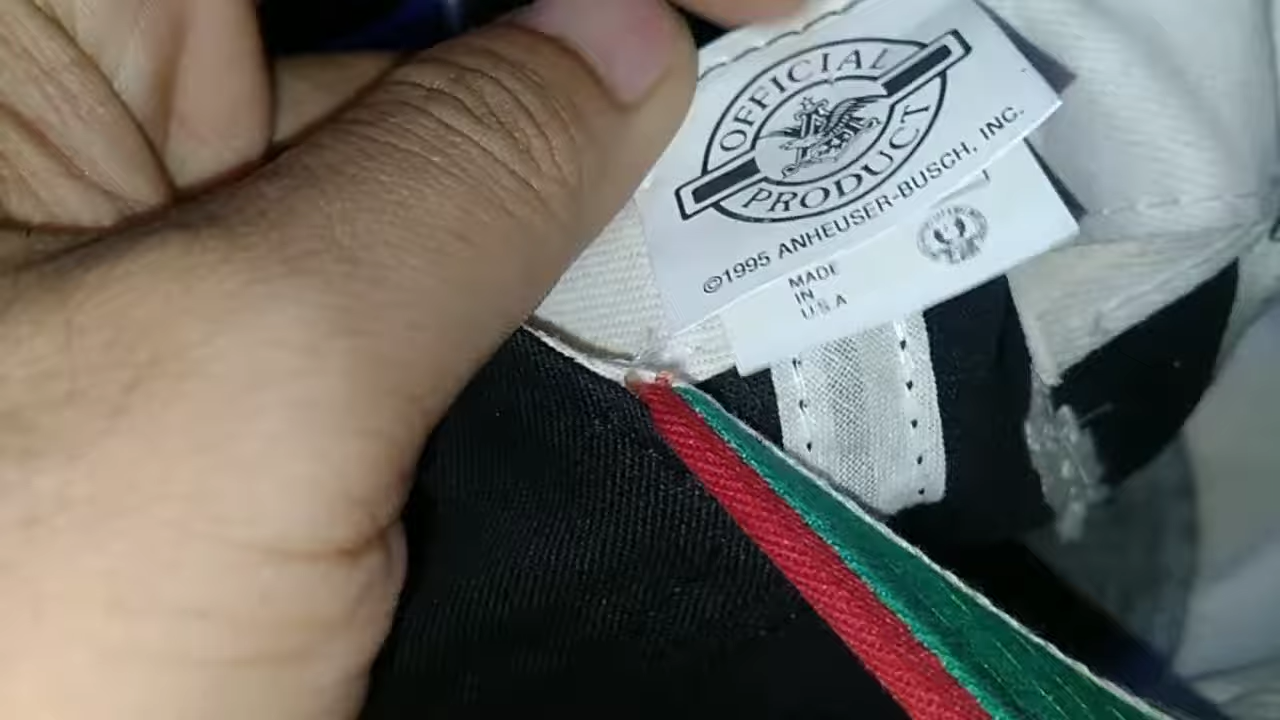 OFFICIAL
PRODUCT
©1995 ANHEUSER-BUSCH, INC.
MADE
IN
U.S.A